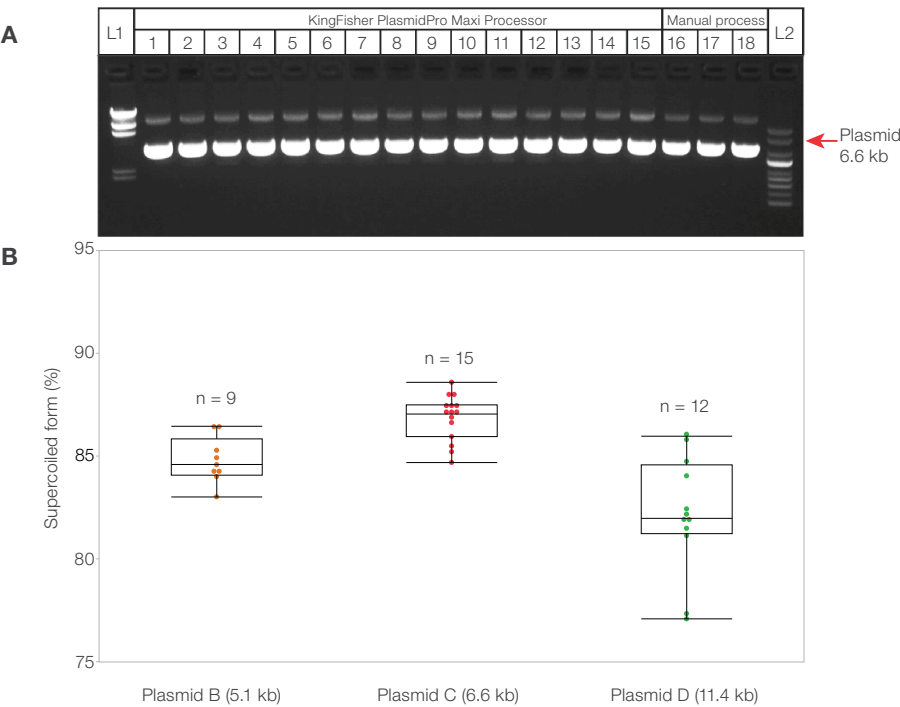 A
L1
KingFisher PlasmidPro Maxi Processor
Manual process
L2
1 2 3 4 5 6 7 8 9 10 11 12 13 14 15 16 17 18
Plasmid
6.6 kb
B
95
90
85
80
75
Supercoiled form (%)
n = 9
n = 15
n = 12
Plasmid B (5.1 kb)
Plasmid C (6.6 kb)
Plasmid D (11.4 kb)